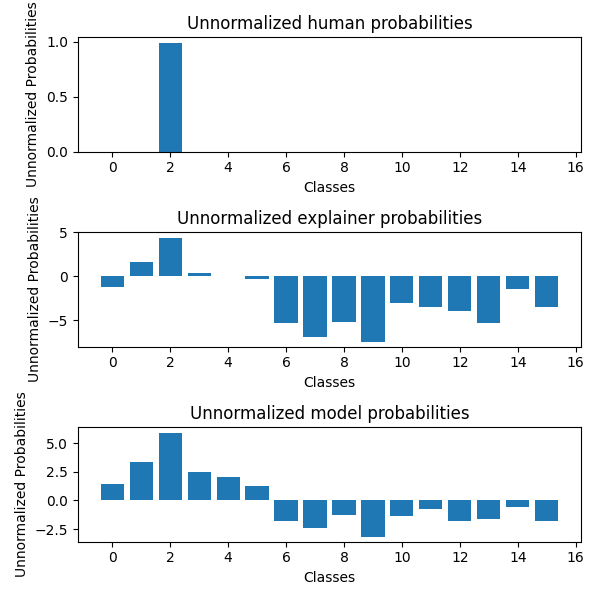 Unnormalized human probabilities
Unnormalized Probabilities
1.0
0.5
0.0
0 2 4 6 8 10 12 14 16
Classes
Unnormalized explainer probabilities
Unnormalized Probabilities
5
0
−5
0 2 4 6 8 10 12 14 16
Classes
Unnormalized model probabilities
Unnormalized Probabilities
5.0
2.5
0.0
−2.5
0 2 4 6 8 10 12 14 16
Classes